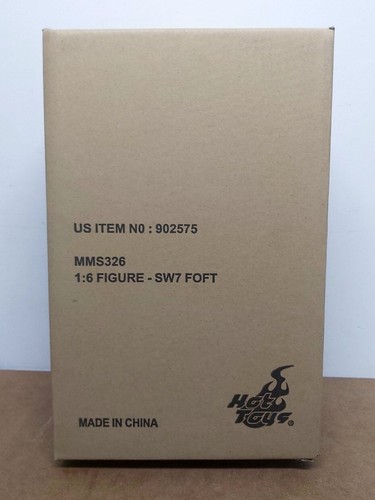 US ITEM N0 : 902575
MMS326
1:6 FIGURE - SW7 FOFT
Hot
Toys®
MADE IN CHINA